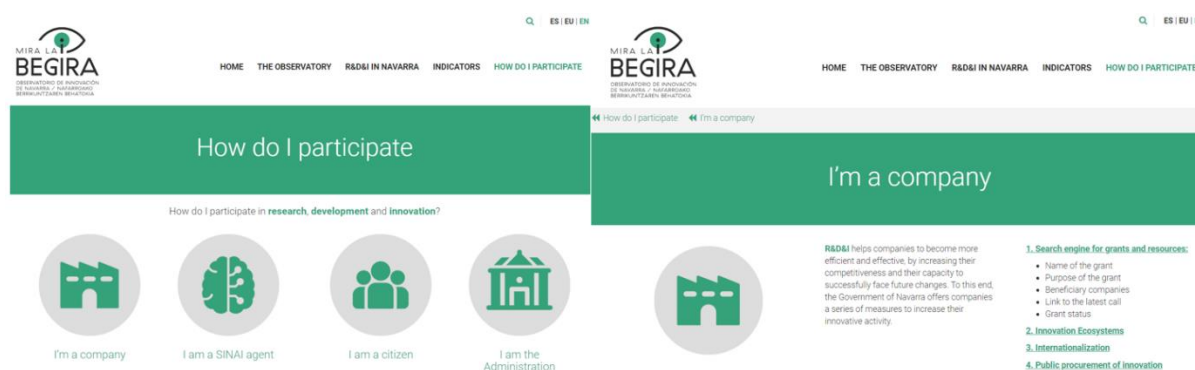 ES | EU | EN
MIRA LA
BEGIRA
OBSERVATORIO DE INNOVACIÓN
DE NAVARRA / NAFARROAKO
BERRIKUNTZAREN BEHATOKIA
HOME THE OBSERVATORY R&D&I IN NAVARRA INDICATORS HOW DO I PARTICIPATE
How do I participate
How do I participate in research, development and innovation?
I'm a company
I am a SINAI agent
I am a citizen
I am the
Administration
ES | EU |
MIRA LA
BEGIRA
OBSERVATORIO DE INNOVACIÓN
DE NAVARRA / NAFARROAKO
BERRIKUNTZAREN BEHATOKIA
HOME THE OBSERVATORY R&D&I IN NAVARRA INDICATORS HOW DO I PARTICIPATE
How do I participate I'm a company
I'm a company
R&D&I helps companies to become more
efficient and effective, by increasing their
competitiveness and their capacity to
successfully face future changes. To this end,
the Government of Navarra offers companies
a series of measures to increase their
innovative activity.
1. Search engine for grants and resources:
• Name of the grant
• Purpose of the grant
• Beneficiary companies
• Link to the latest call
• Grant status
2. Innovation Ecosystems
3. Internationalization
4. Public procurement of innovation